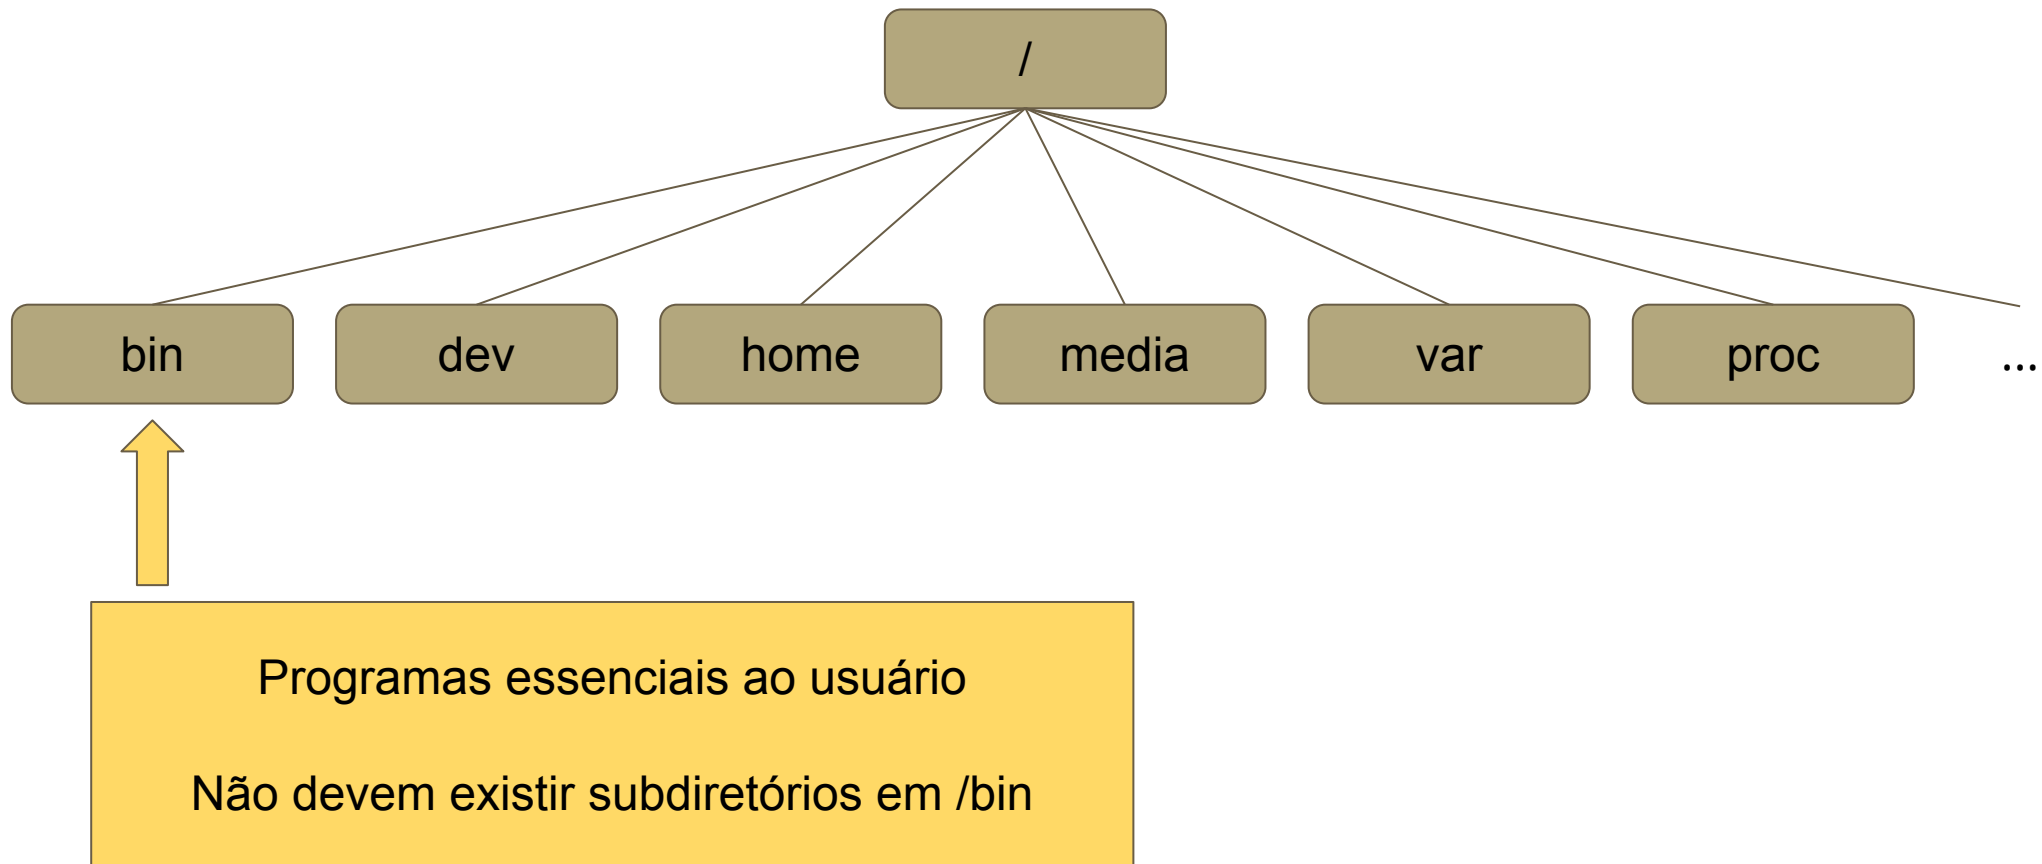 /
bin
dev
home
media
var
proc
...
Programas essenciais ao usuário
Não devem existir subdiretórios em /bin